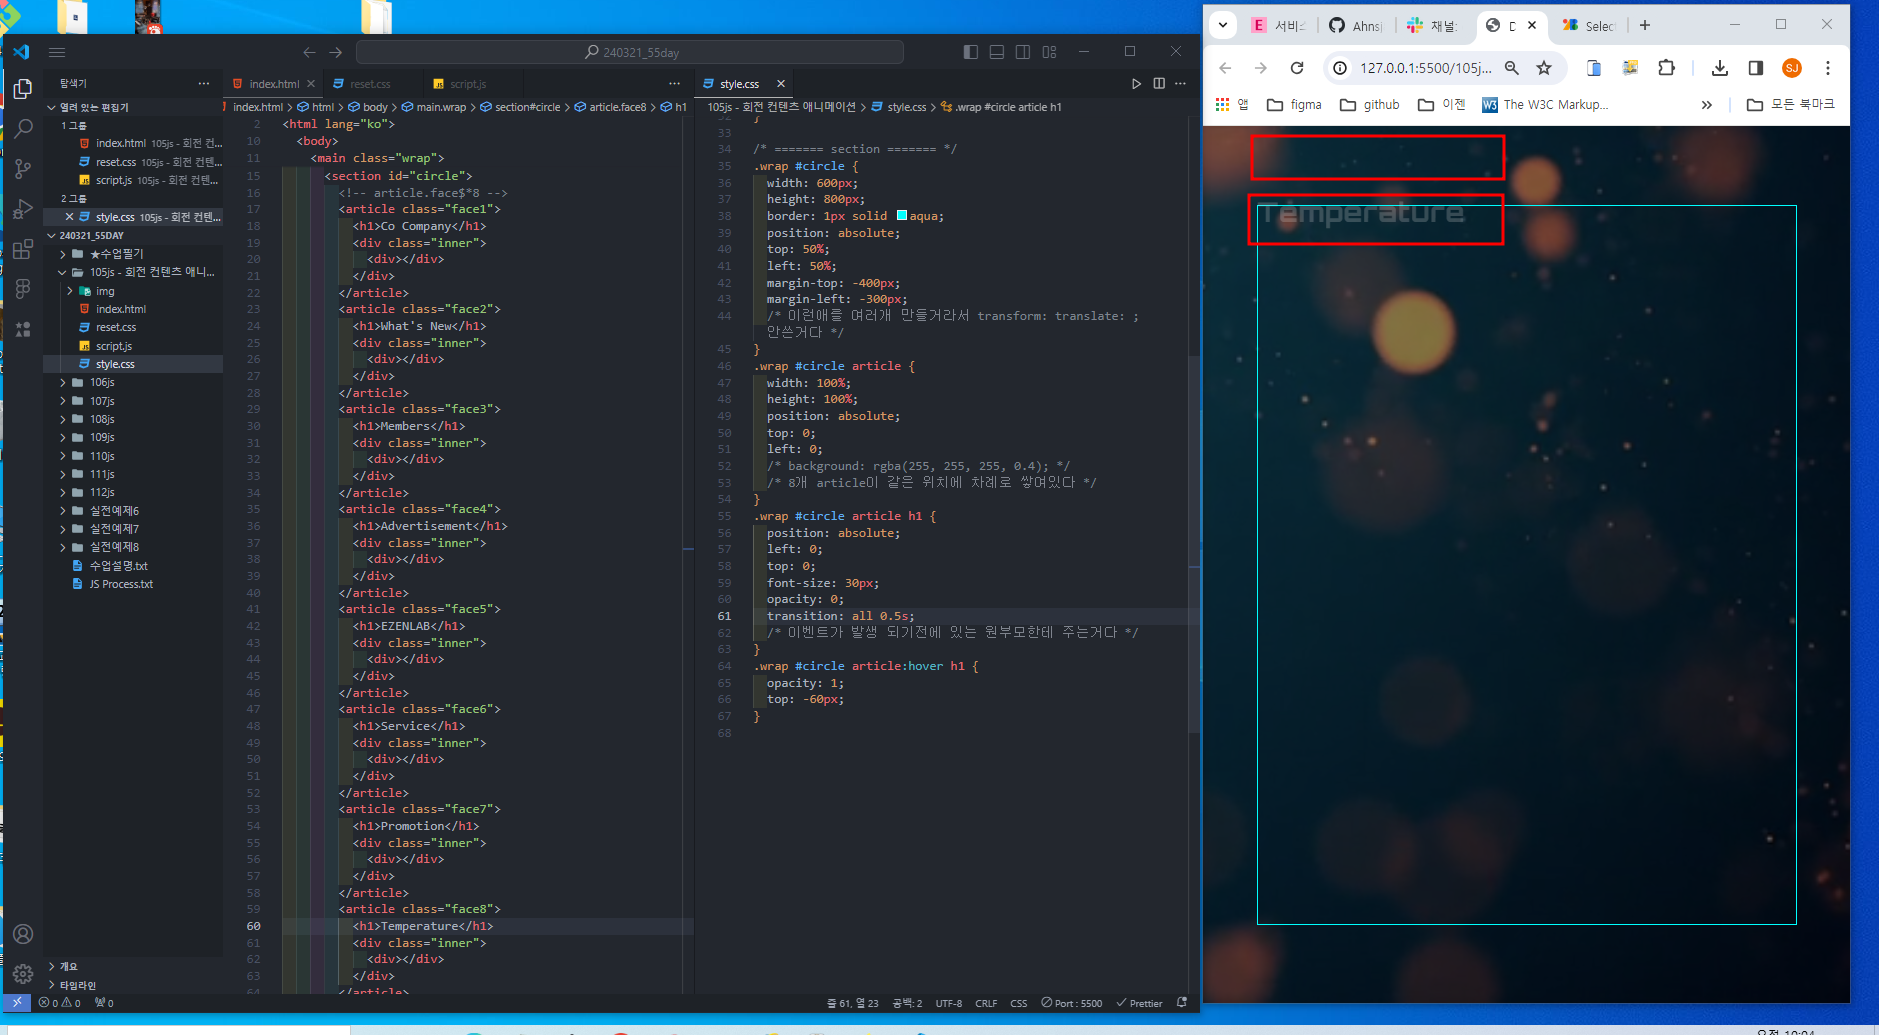 240321_55day
탐색기
열려 있는 편집기
1그룹
index.html 105js - 회전 컨...
reset.css 105js - 회전 컨텐...
script.js 105js - 회전 컨텐...
2그룹
style.css 105js - 회전 컨텐...
240321_55DAY
★수업필기
105js - 회전 컨텐츠 애니...
img
index.html
reset.css
script.js
style.css
106js
107js
108js
109js
110js
111js
112js
실전예제6
실전예제7
실전예제8
수업설명.txt
JS Process.txt
개요
타임라인
index.html
reset.css
script.js
index.html > html > body > main.wrap > section#circle > article.face8 > h1
2 <html lang="ko">
10 <body>
11 <main class="wrap">
15 <section id="circle">
16 <!-- article.face$*8 -->
17 <article class="face1">
18 <h1>Co Company</h1>
19 <div class="inner">
20 <div></div>
21 </div>
22 </article>
23 <article class="face2">
24 <h1>What's New</h1>
25 <div class="inner">
26 <div></div>
27 </div>
28 </article>
29 <article class="face3">
30 <h1>Members</h1>
31 <div class="inner">
32 <div></div>
33 </div>
34 </article>
35 <article class="face4">
36 <h1>Advertisement</h1>
37 <div class="inner">
38 <div></div>
39 </div>
40 </article>
41 <article class="face5">
42 <h1>EZENLAB</h1>
43 <div class="inner">
44 <div></div>
45 </div>
46 </article>
47 <article class="face6">
48 <h1>Service</h1>
49 <div class="inner">
50 <div></div>
51 </div>
52 </article>
53 <article class="face7">
54 <h1>Promotion</h1>
55 <div class="inner">
56 <div></div>
57 </div>
58 </article>
59 <article class="face8">
60 <h1>Temperature</h1>
61 <div class="inner">
62 <div></div>
63 </div>
64 </article>
style.css
105js - 회전 컨텐츠 애니메이션 > style.css > .wrap #circle article h1
32 }
33
34 /* ======= section ======= */
35 .wrap #circle {
36 width: 600px;
37 height: 800px;
38 border: 1px solid aqua;
39 position: absolute;
40 top: 50%;
41 left: 50%;
42 margin-top: -400px;
43 margin-left: -300px;
44 /* 이런애를 여러개 만들거라서 transform: translate: ;
안쓴거다 */
45 }
46 .wrap #circle article {
47 width: 100%;
48 height: 100%;
49 position: absolute;
50 top: 0;
51 left: 0;
52 /* background: rgba(255, 255, 255, 0.4); */
53 /* 8개 article이 같은 위치에 차례로 쌓여있다 */
54 }
55 .wrap #circle article h1 {
56 position: absolute;
57 left: 0;
58 top: 0;
59 font-size: 30px;
60 opacity: 0;
61 transition: all 0.5s;
62 /* 이벤트가 발생 되기전에 있는 원부모한테 주는거다 */
63 }
64 .wrap #circle article:hover h1 {
65 opacity: 1;
66 top: -60px;
67 }
68
0 0 0
줄 61, 열 23 공백: 2 UTF-8 CRLF CSS Port : 5500 Prettier
E 서비스 Ahns 채널: D Selec
127.0.0.1:5500/105j... SJ
앱 figma github 이젠 W3 The W3C Markup... » 모든 북마크
Temperature